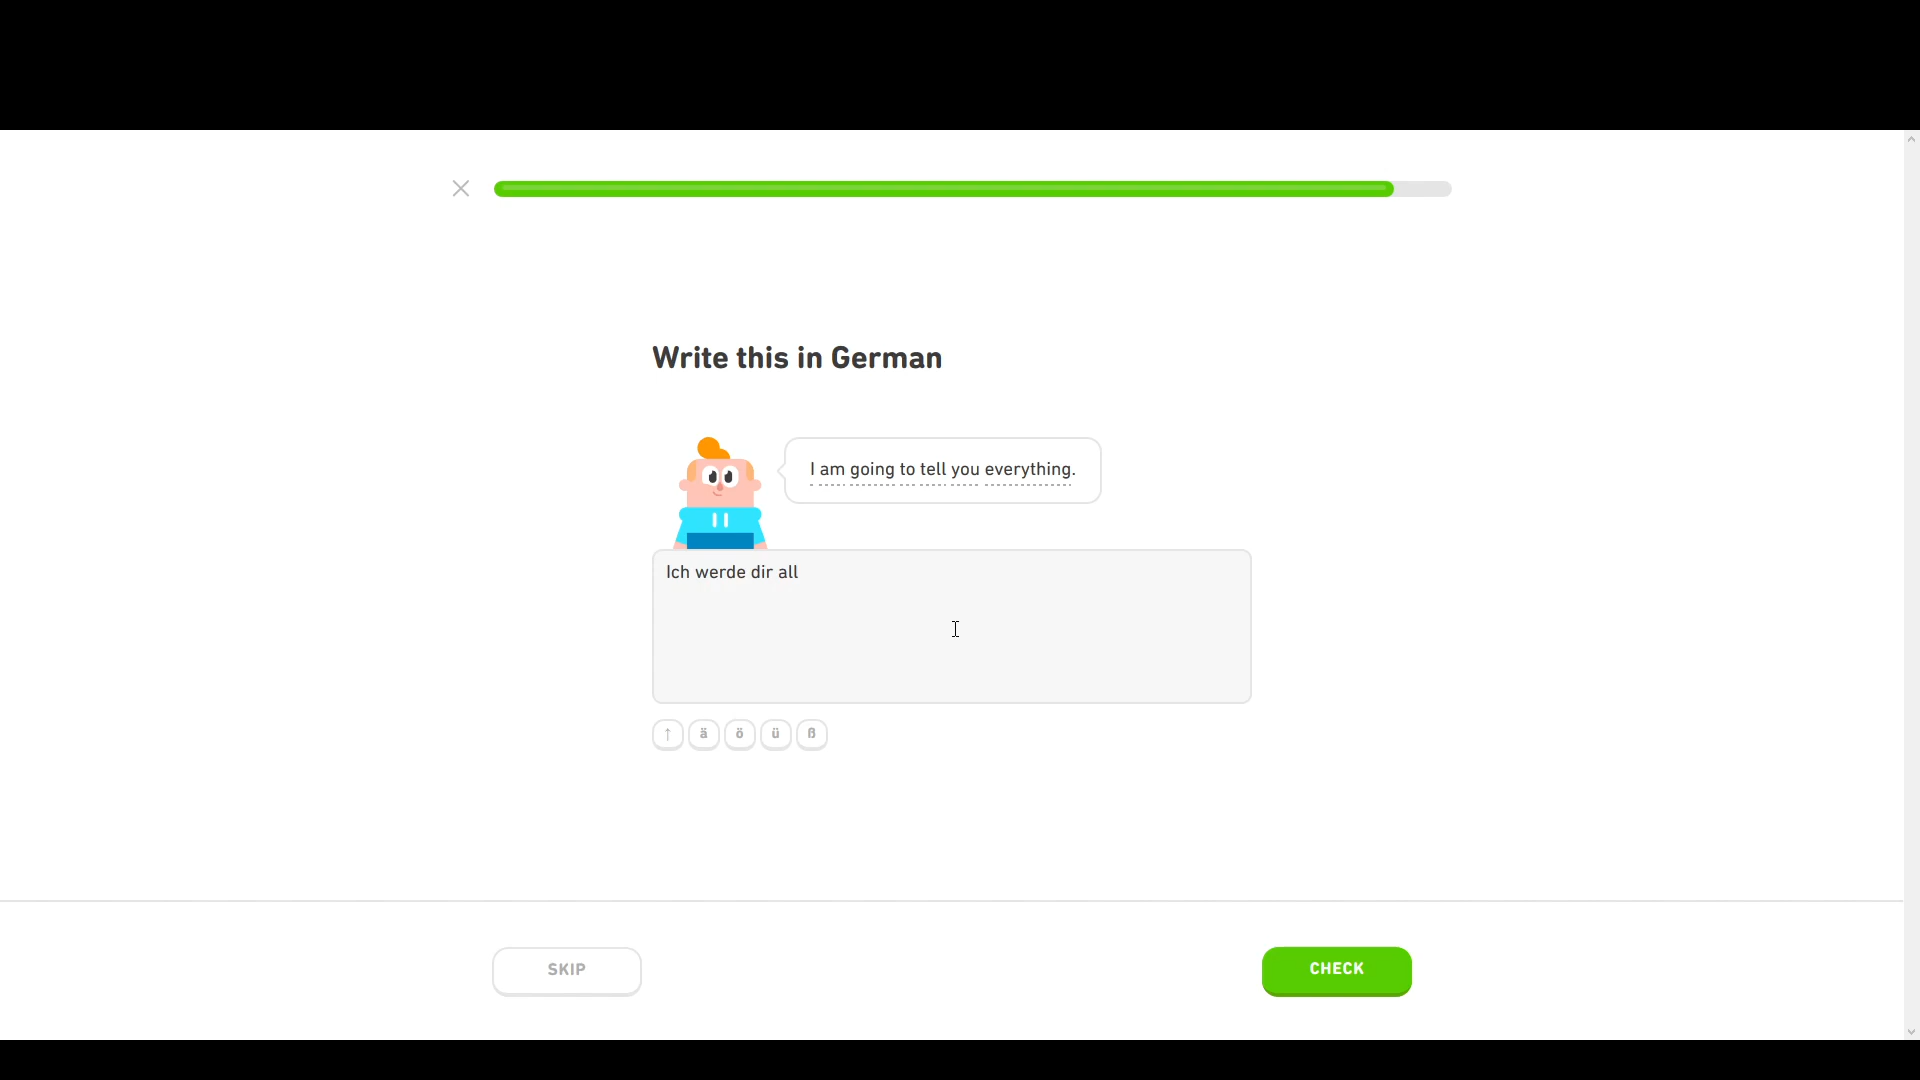 Write this in German
I am going to tell you everything.
Ich werde dir all
↑ ä ö ü ß
SKIP
CHECK